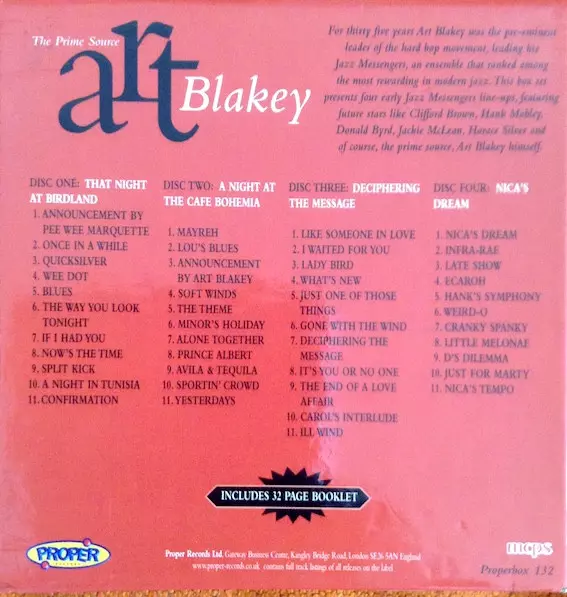 The Prime Source
art
Blakey
For thirty five years Art Blakey was the pre-eminent
leader of the hard bop movement, leading his
Jazz Messengers, an ensemble that ranked among
the most rewarding in modern jazz. This box set
presents four early Jazz Messengers line-ups, featuring
future stars like Clifford Brown, Hank Mobley,
Donald Byrd, Jackie McLean, Horace Silver and
of course, the prime source, Art Blakey himself.
DISC ONE: THAT NIGHT
AT BIRDLAND
1. ANNOUNCEMENT BY
PEE WEE MARQUETTE
2. ONCE IN A WHILE
3. QUICKSILVER
4. WEE DOT
5. BLUES
6. THE WAY YOU LOOK
TONIGHT
7. IF I HAD YOU
8. NOW'S THE TIME
9. SPLIT KICK
10. A NIGHT IN TUNISIA
11. CONFIRMATION
DISC TWO: A NIGHT AT
THE CAFE BOHEMIA
1. MAYREH
2. LOU'S BLUES
3. ANNOUNCEMENT
BY ART BLAKEY
4. SOFT WINDS
5. THE THEME
6. MINOR'S HOLIDAY
7. ALONE TOGETHER
8. PRINCE ALBERT
9. AVILA & TEQUILA
10. SPORTIN' CROWD
11. YESTERDAYS
DISC THREE: DECIPHERING
THE MESSAGE
1. LIKE SOMEONE IN LOVE
2. I WAITED FOR YOU
3. LADY BIRD
4. WHAT'S NEW
5. JUST ONE OF THOSE
THINGS
6. GONE WITH THE WIND
7. DECIPHERING THE
MESSAGE
8. IT'S YOU OR NO ONE
9. THE END OF A LOVE
AFFAIR
10. CAROL'S INTERLUDE
11. ILL WIND
DISC FOUR: NICA'S
DREAM
1. NICA'S DREAM
2. INFRA-RAE
3. LATE SHOW
4. ECAROH
5. HANK'S SYMPHONY
6. WEIRD-O
7. CRANKY SPANKY
8. LITTLE MELONAE
9. D'S DILEMMA
10. JUST FOR MARTY
11. NICA'S TEMPO
INCLUDES 32 PAGE BOOKLET
PROPER
RECORDS
Proper Records Ltd. Gateway Business Centre, Kangley Bridge Road, London SE26 5AN England
www.proper-records.co.uk contain full track listings of all releases on the label
mcps
Properbox 132